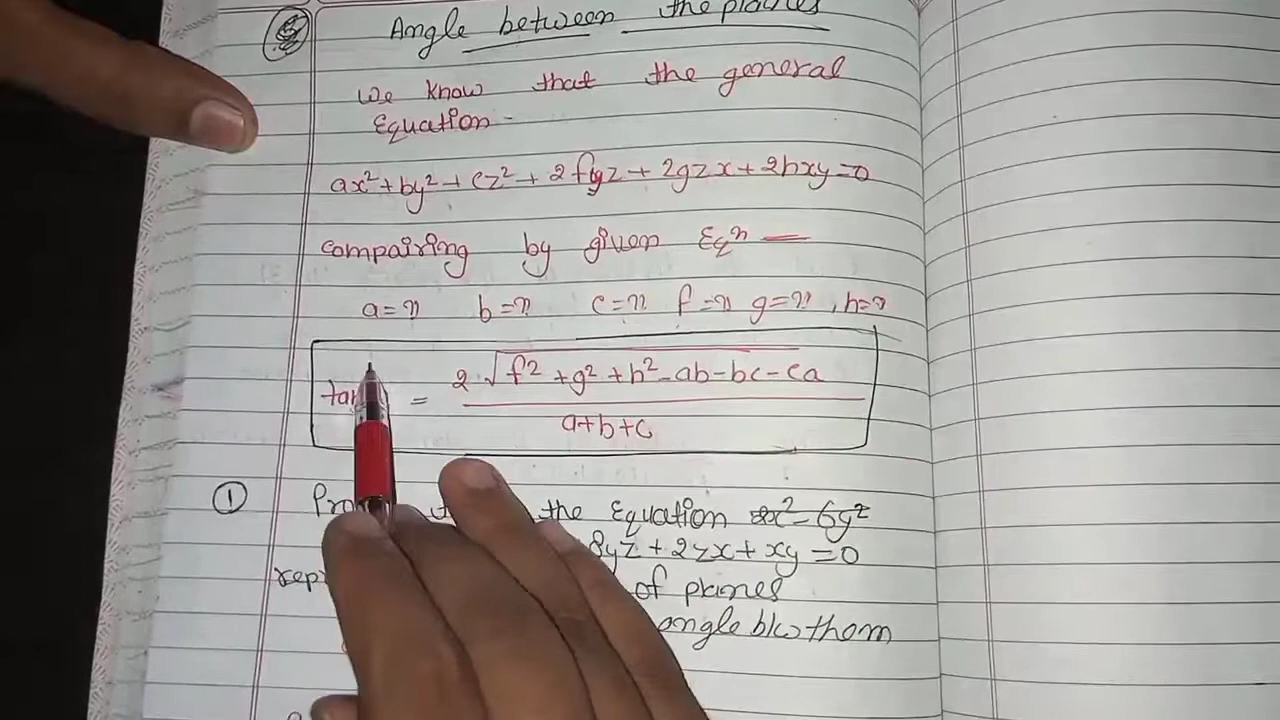 Angle between the planes
We know that the general
Equation -
ax²+by²+cz²+2fyz+2gzx+2hxy=0
compairing by given Eqⁿ —
a=n b=n c=n f=n g=n, h=n
tan = 2√f²+g²+h²-ab-bc-ca
a+b+c
① the Equation x²-6y²
8yz+2zx+xy=0
of planes
angle b/w them